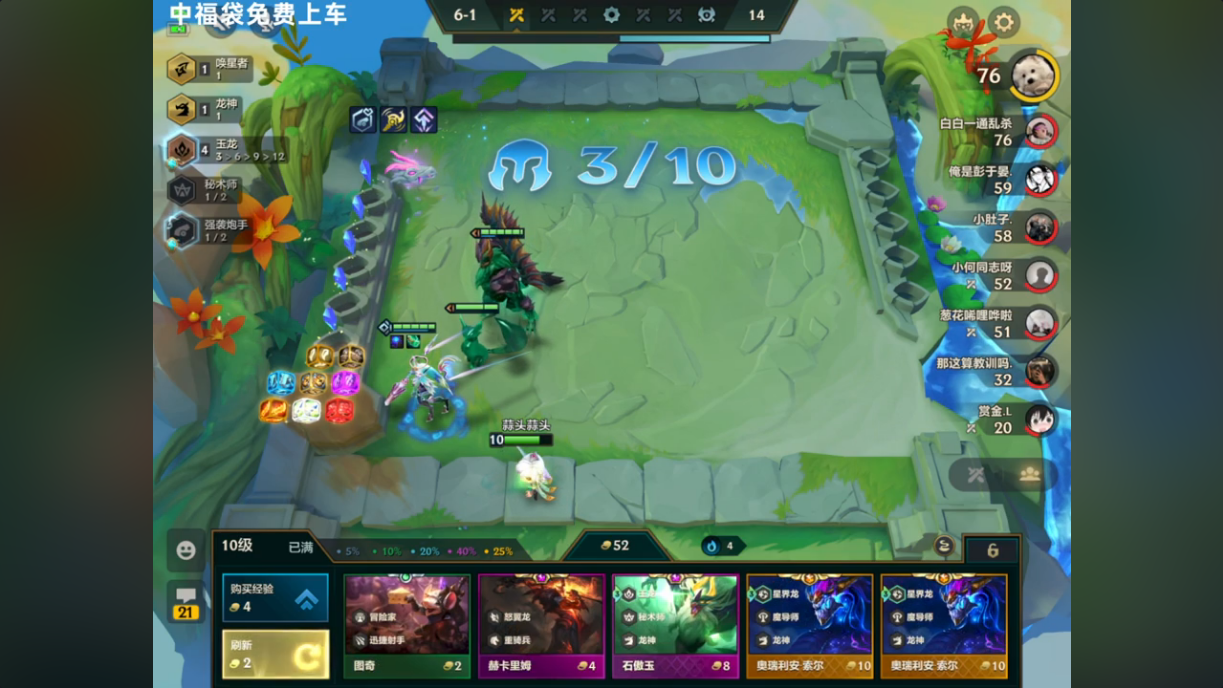 中福袋免费上车
6-1
14
1
唤星者
1
1
龙神
1
4
玉龙
3 > 6 > 9 > 12
秘术师
1 / 2
强袭炮手
1 / 2
3/10
76
白白一通乱杀
76
俺是彭于晏.
59
小肚子.
58
小何同志呀
52
葱花唏哩哗啦
51
那这算教训吗.
32
赏金.L
20
蒜头蒜头
10
10级
已满
5%
10%
20%
40%
25%
52
4
6
21
购买经验
4
刷新
2
冒险家
迅捷射手
图奇
2
怒翼龙
重骑兵
赫卡里姆
4
玉龙
秘术师
龙神
石傲玉
8
星界龙
魔导师
龙神
奥瑞利安·索尔
10
星界龙
魔导师
龙神
奥瑞利安·索尔
10